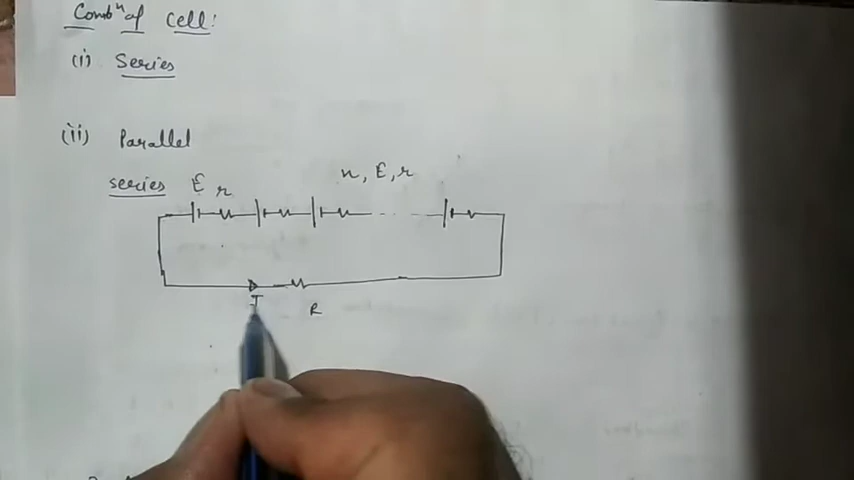 Combⁿ of cell:
(i) Series
(ii) Parallel
series E r n, E, r
I R